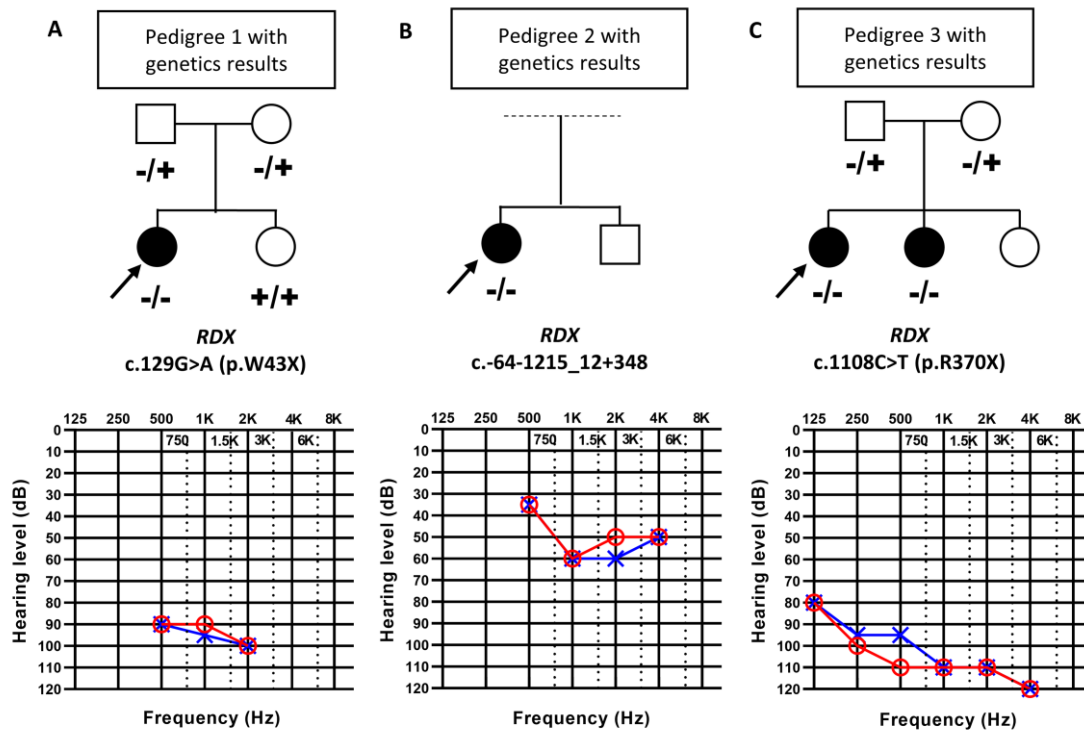 A
Pedigree 1 with
genetics results
-/+ -/+
-/- +/+
RDX
c.129G>A (p.W43X)
125 250 500 1K 2K 4K 8K
750 1.5K 3K 6K
0
10
20
30
40
50
60
70
80
90
100
110
120
Hearing level (dB)
Frequency (Hz)
B
Pedigree 2 with
genetics results
-/-
RDX
c.-64-1215_12+348
125 250 500 1K 2K 4K 8K
750 1.5K 3K 6K
0
10
20
30
40
50
60
70
80
90
100
110
120
Hearing level (dB)
Frequency (Hz)
C
Pedigree 3 with
genetics results
-/+ -/+
-/- -/-
RDX
c.1108C>T (p.R370X)
125 250 500 1K 2K 4K 8K
750 1.5K 3K 6K
0
10
20
30
40
50
60
70
80
90
100
110
120
Hearing level (dB)
Frequency (Hz)